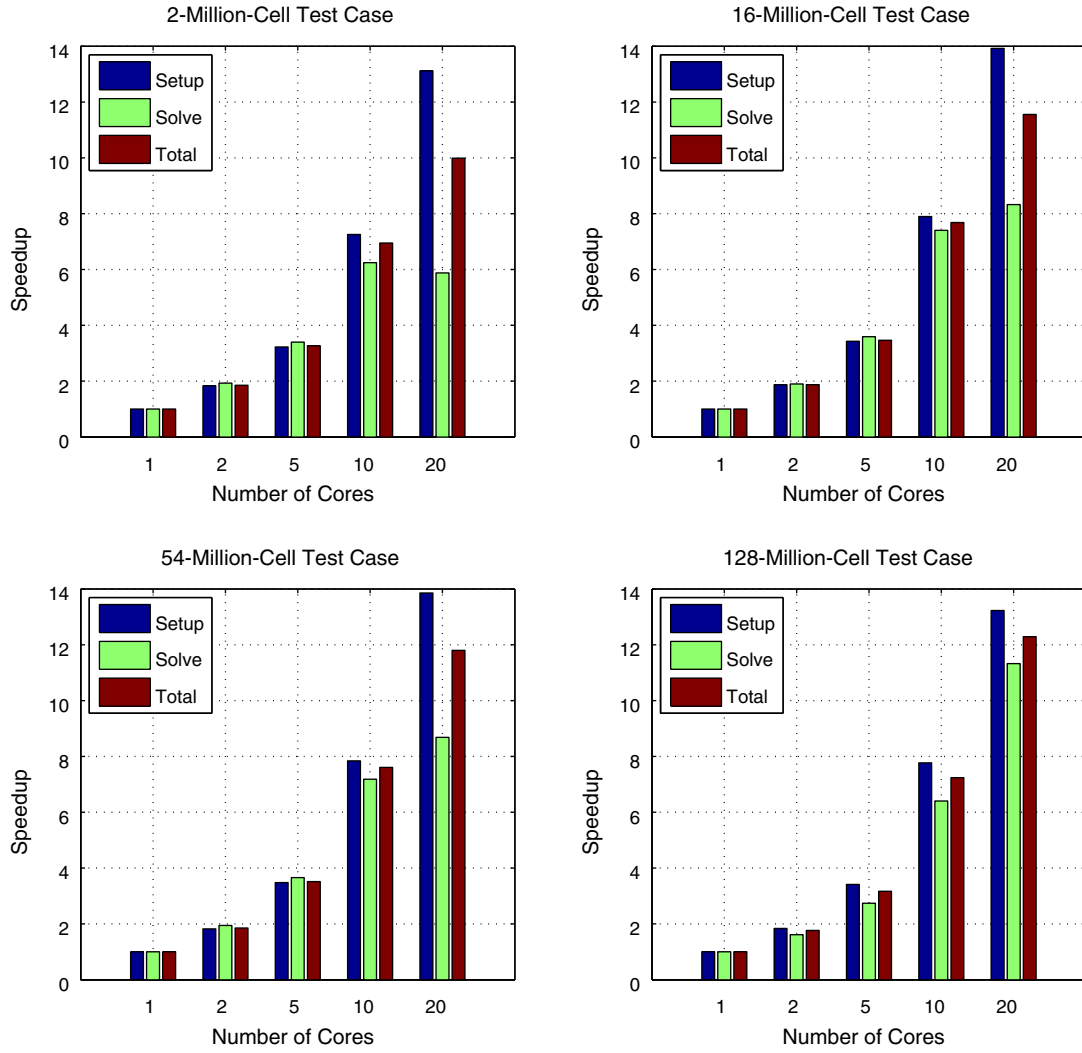 2-Million-Cell Test Case
14
12
10
8
6
4
2
0
Speedup
Setup
Solve
Total
1 2 5 10 20
Number of Cores
16-Million-Cell Test Case
14
12
10
8
6
4
2
0
Speedup
Setup
Solve
Total
1 2 5 10 20
Number of Cores
54-Million-Cell Test Case
14
12
10
8
6
4
2
0
Speedup
Setup
Solve
Total
1 2 5 10 20
Number of Cores
128-Million-Cell Test Case
14
12
10
8
6
4
2
0
Speedup
Setup
Solve
Total
1 2 5 10 20
Number of Cores